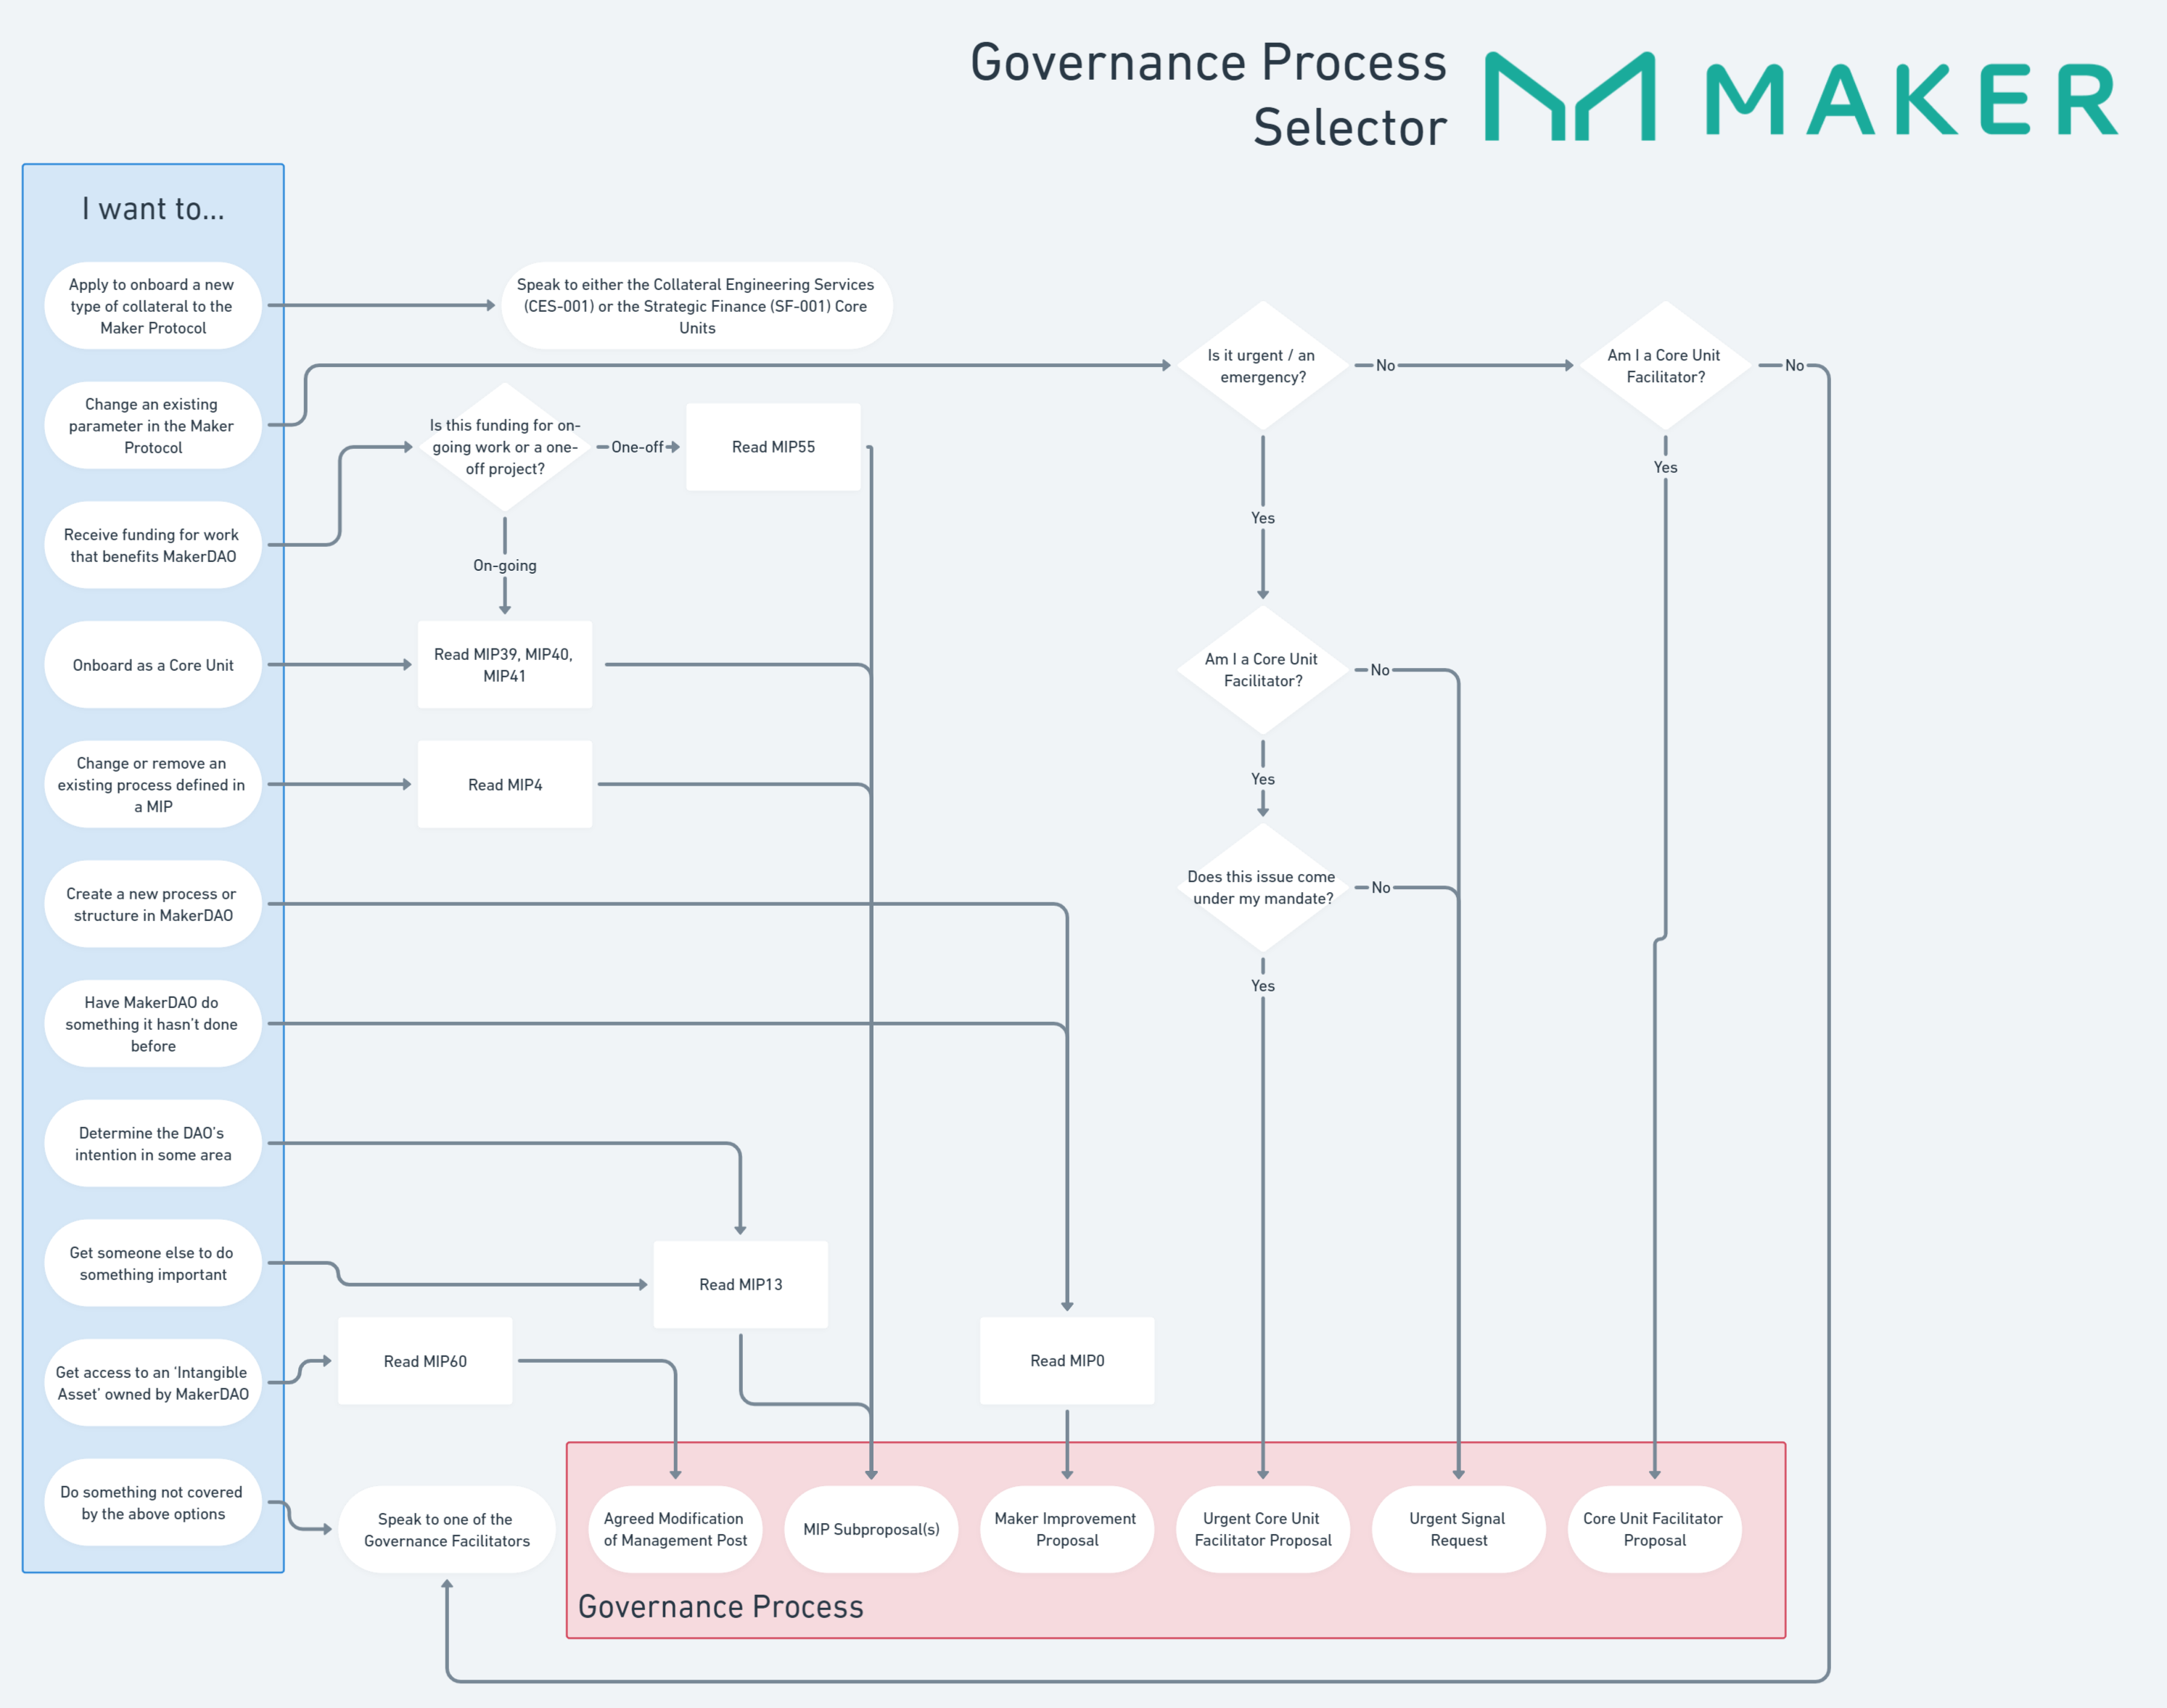 Governance Process
Selector
MAKER
I want to...
Apply to onboard a new
type of collateral to the
Maker Protocol
Speak to either the Collateral Engineering Services
(CES-001) or the Strategic Finance (SF-001) Core
Units
Change an existing
parameter in the Maker
Protocol
Is it urgent / an
emergency?
No
Am I a Core Unit
Facilitator?
No
Yes
Yes
Receive funding for work
that benefits MakerDAO
Is this funding for on-
going work or a one-
off project?
One-off
Read MIP55
On-going
Onboard as a Core Unit
Read MIP39, MIP40,
MIP41
Am I a Core Unit
Facilitator?
No
Yes
Change or remove an
existing process defined in
a MIP
Read MIP4
Does this issue come
under my mandate?
No
Yes
Create a new process or
structure in MakerDAO
Have MakerDAO do
something it hasn't done
before
Determine the DAO's
intention in some area
Get someone else to do
something important
Read MIP13
Get access to an 'Intangible
Asset' owned by MakerDAO
Read MIP60
Read MIP0
Do something not covered
by the above options
Speak to one of the
Governance Facilitators
Agreed Modification
of Management Post
MIP Subproposal(s)
Maker Improvement
Proposal
Urgent Core Unit
Facilitator Proposal
Urgent Signal
Request
Core Unit Facilitator
Proposal
Governance Process